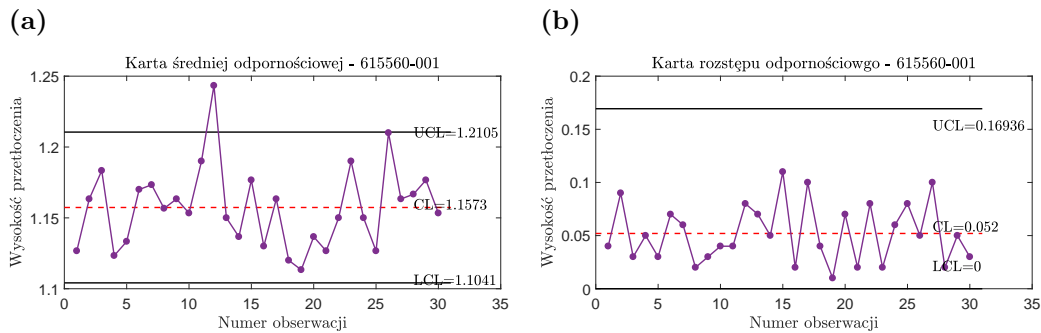 (a)
Karta średniej odpornościowej - 615560-001
Wysokość przetłoczenia
1.25
1.2
1.15
1.1
UCL=1.2105
CL=1.1573
LCL=1.1041
0 5 10 15 20 25 30 35
Numer obserwacji
(b)
Karta rozstępu odpornościowgo - 615560-001
Wysokość przetłoczenia
0.2
0.15
0.1
0.05
0
UCL=0.16936
CL=0.052
LCL=0
0 5 10 15 20 25 30 35
Numer obserwacji